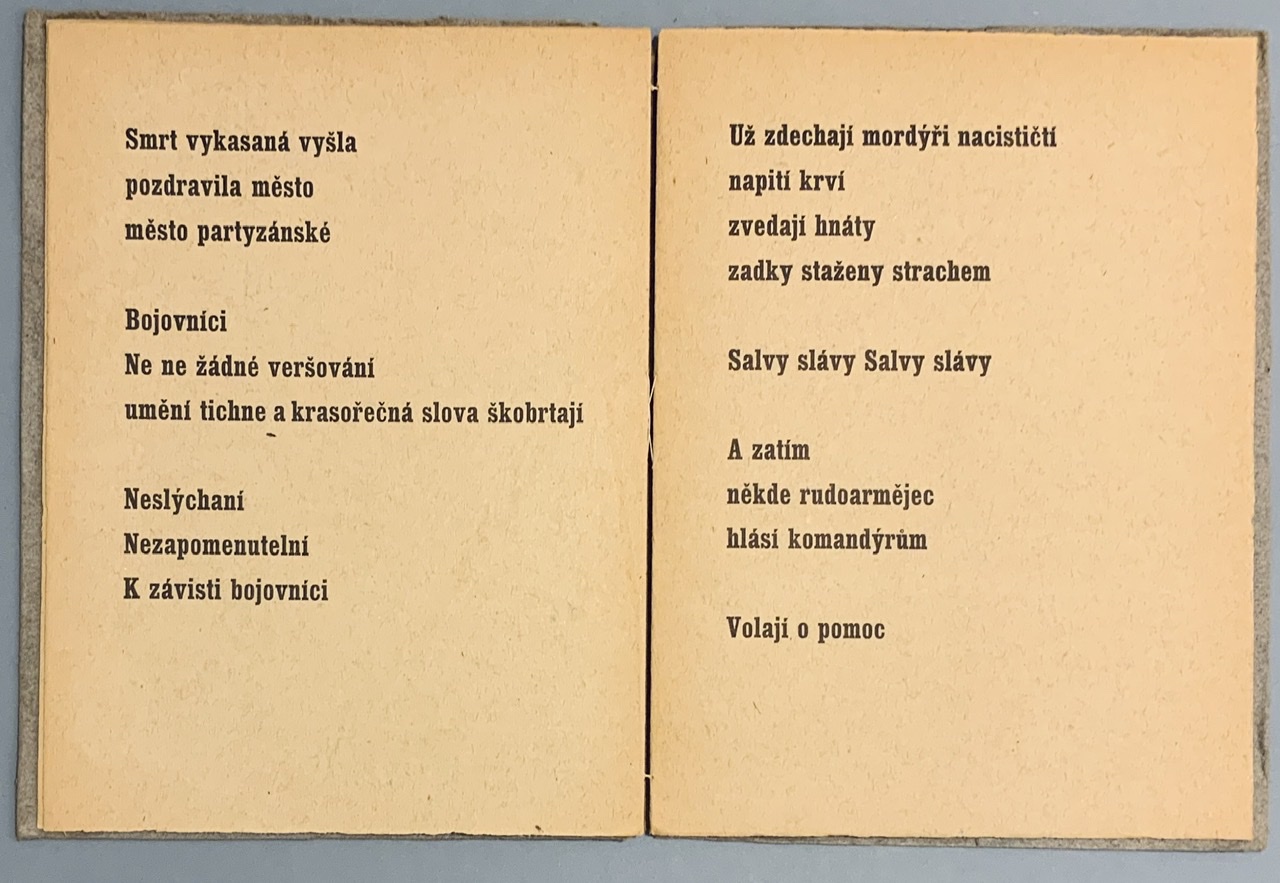 Smrt vykasaná vyšla
pozdravila město
město partyzánské
Bojovníci
Ne ne žádné veršování
umění tichne a krasořečná slova škobrtají
Neslýchaní
Nezapomenutelní
K závisti bojovníci
Už zdechají mordýři nacističtí
napití krví
zvedají hnáty
zadky staženy strachem
Salvy slávy Salvy slávy
A zatím
někde rudoarmějec
hlásí komandýrům
Volají o pomoc